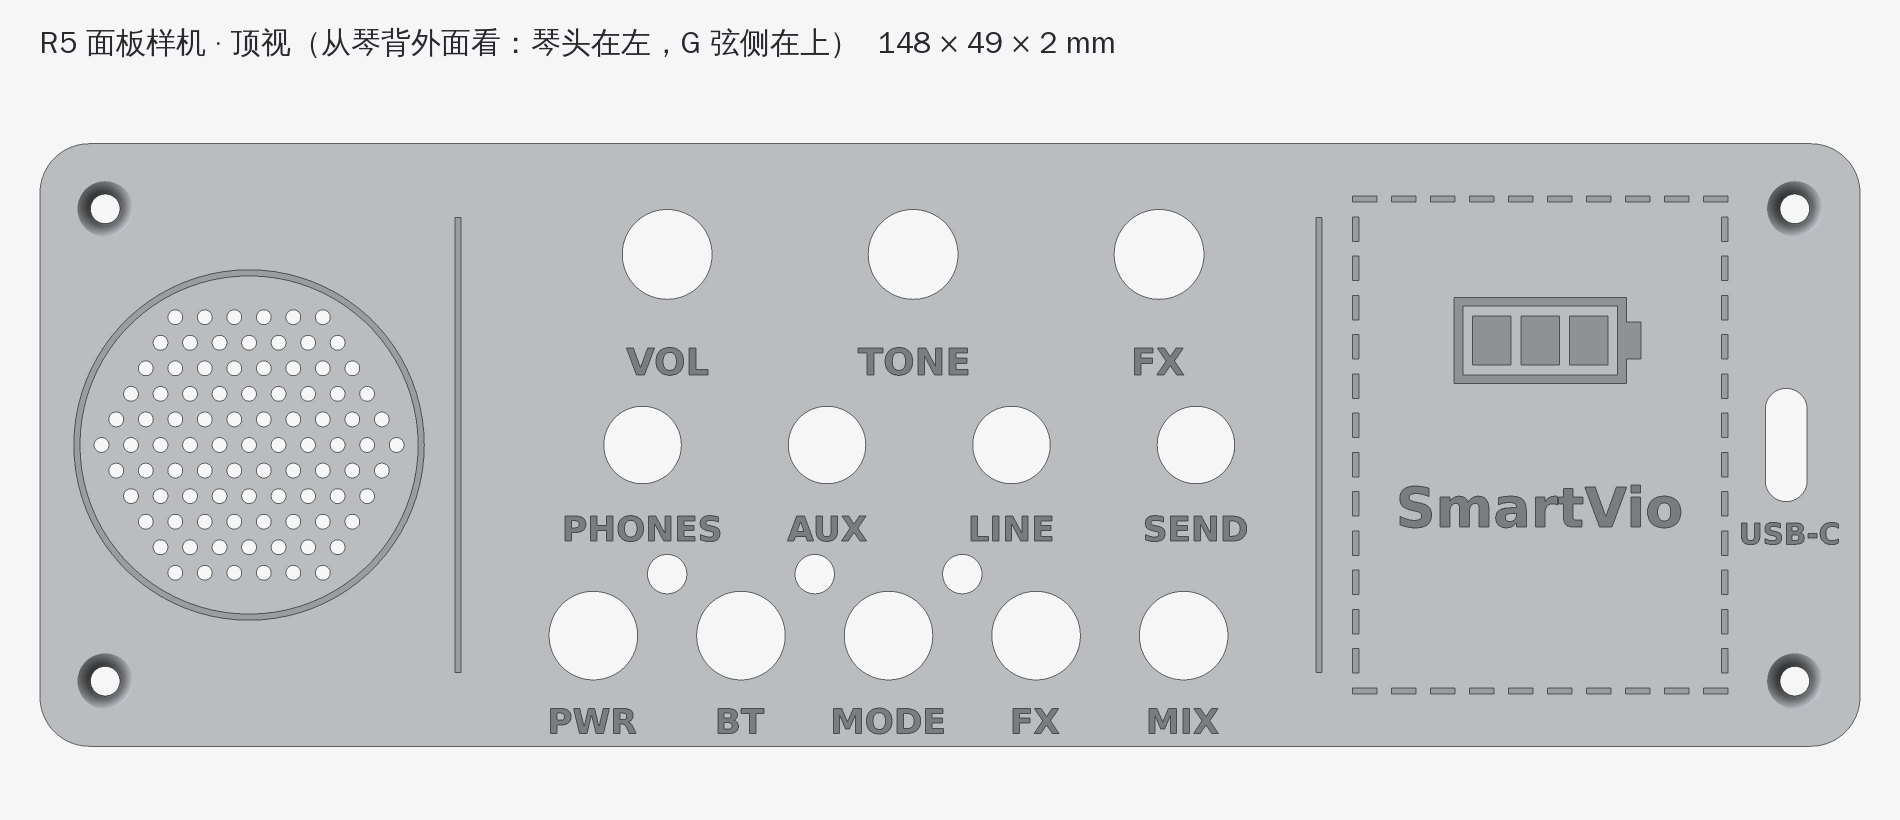 R5 面板样机 · 顶视（从琴背外面看：琴头在左，G 弦侧在上） 148 × 49 × 2 mm
VOL TONE FX
PHONES AUX LINE SEND
SmartVio
USB-C
PWR BT MODE FX MIX